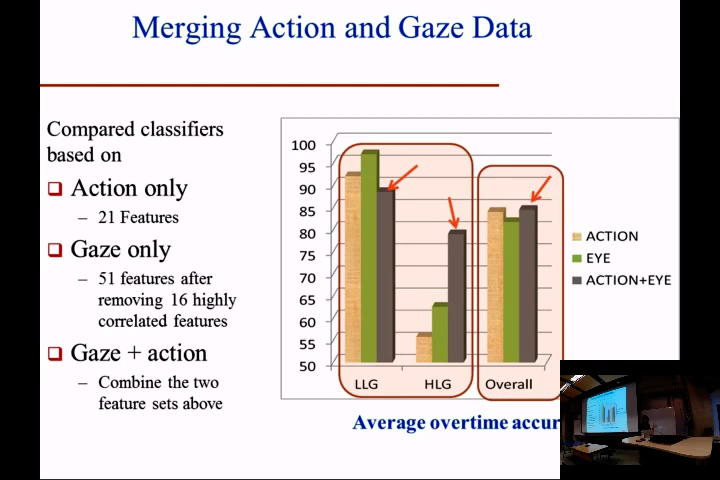 Merging Action and Gaze Data
Compared classifiers
based on
Action only
– 21 Features
Gaze only
– 51 features after
removing 16 highly
correlated features
Gaze + action
– Combine the two
feature sets above
100
95
90
85
80
75
70
65
60
55
50
LLG HLG Overall
ACTION
EYE
ACTION+EYE
Average overtime accur